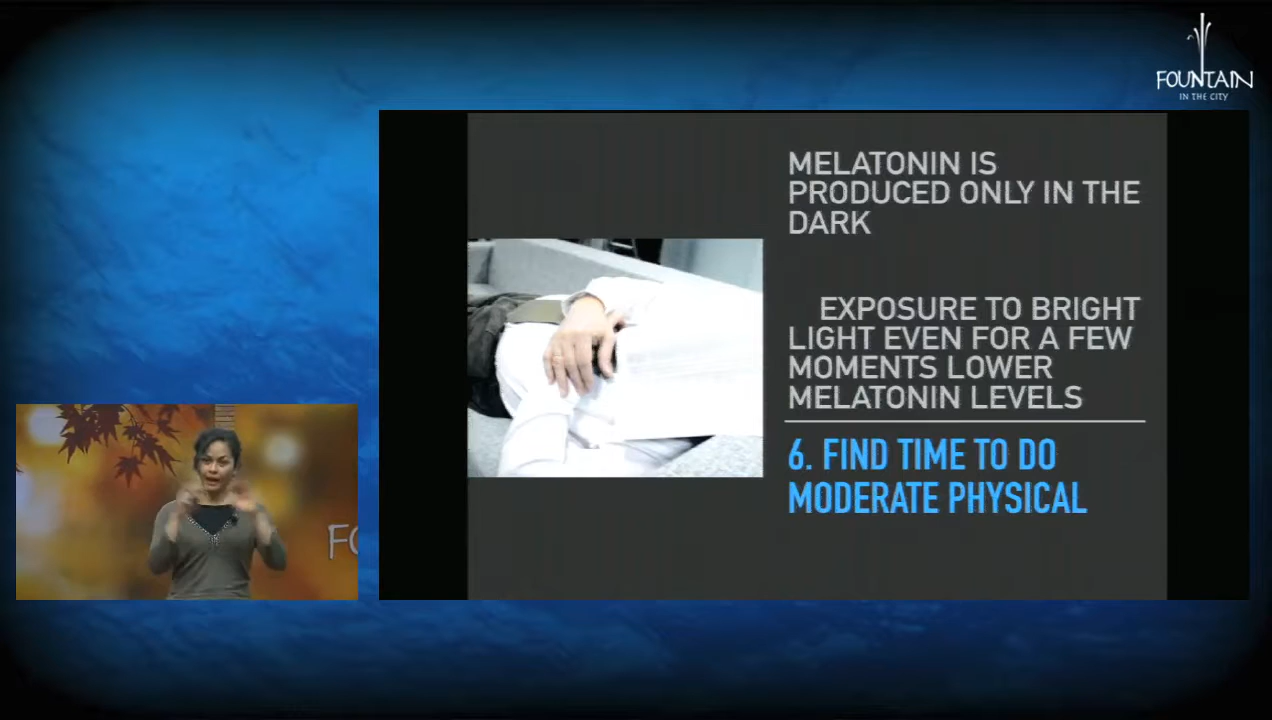 FOUNTAIN
IN THE CITY
MELATONIN IS
PRODUCED ONLY IN THE
DARK
EXPOSURE TO BRIGHT
LIGHT EVEN FOR A FEW
MOMENTS LOWER
MELATONIN LEVELS
6. FIND TIME TO DO
MODERATE PHYSICAL
FO